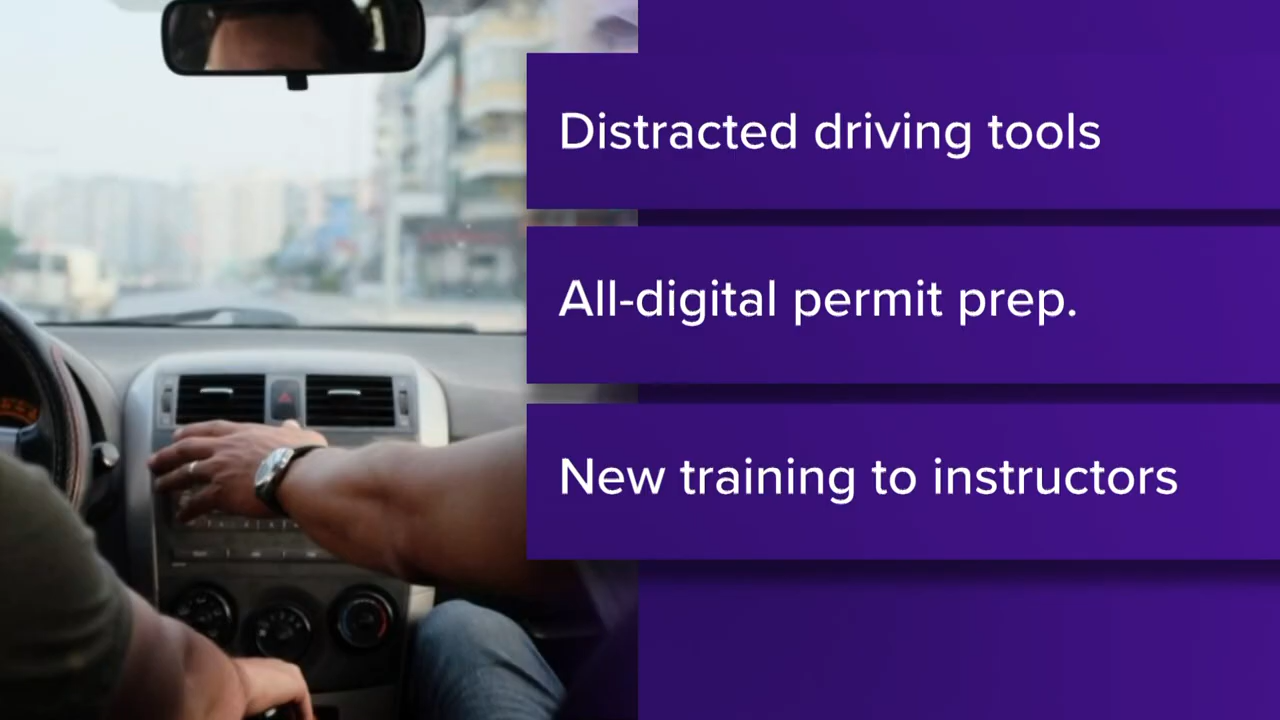 Distracted driving tools
All-digital permit prep.
New training to instructors